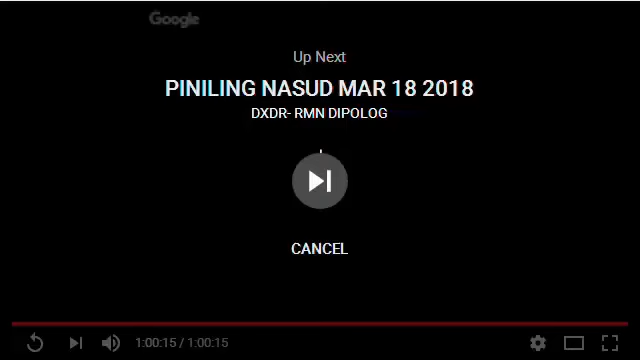 Google
Up Next
PINILING NASUD MAR 18 2018
DXDR- RMN DIPOLOG
CANCEL
1:00:15 / 1:00:15